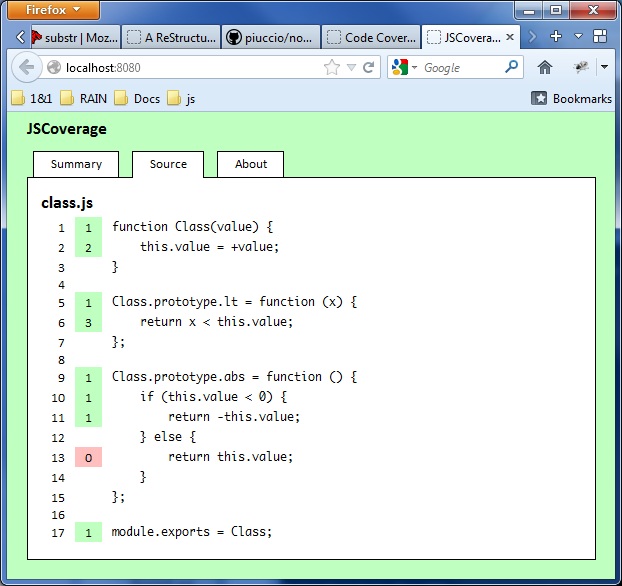 Firefox
substr | Moz...
A ReStructu...
piuccio/no...
Code Cover...
JSCovera... ×
localhost:8080
Google
1&1 RAIN Docs js
Bookmarks
JSCoverage
Summary Source About
class.js
1 1 function Class(value) {
2 2 this.value = +value;
3 }
4
5 1 Class.prototype.lt = function (x) {
6 3 return x < this.value;
7 };
8
9 1 Class.prototype.abs = function () {
10 1 if (this.value < 0) {
11 1 return -this.value;
12 } else {
13 0 return this.value;
14 }
15 };
16
17 1 module.exports = Class;